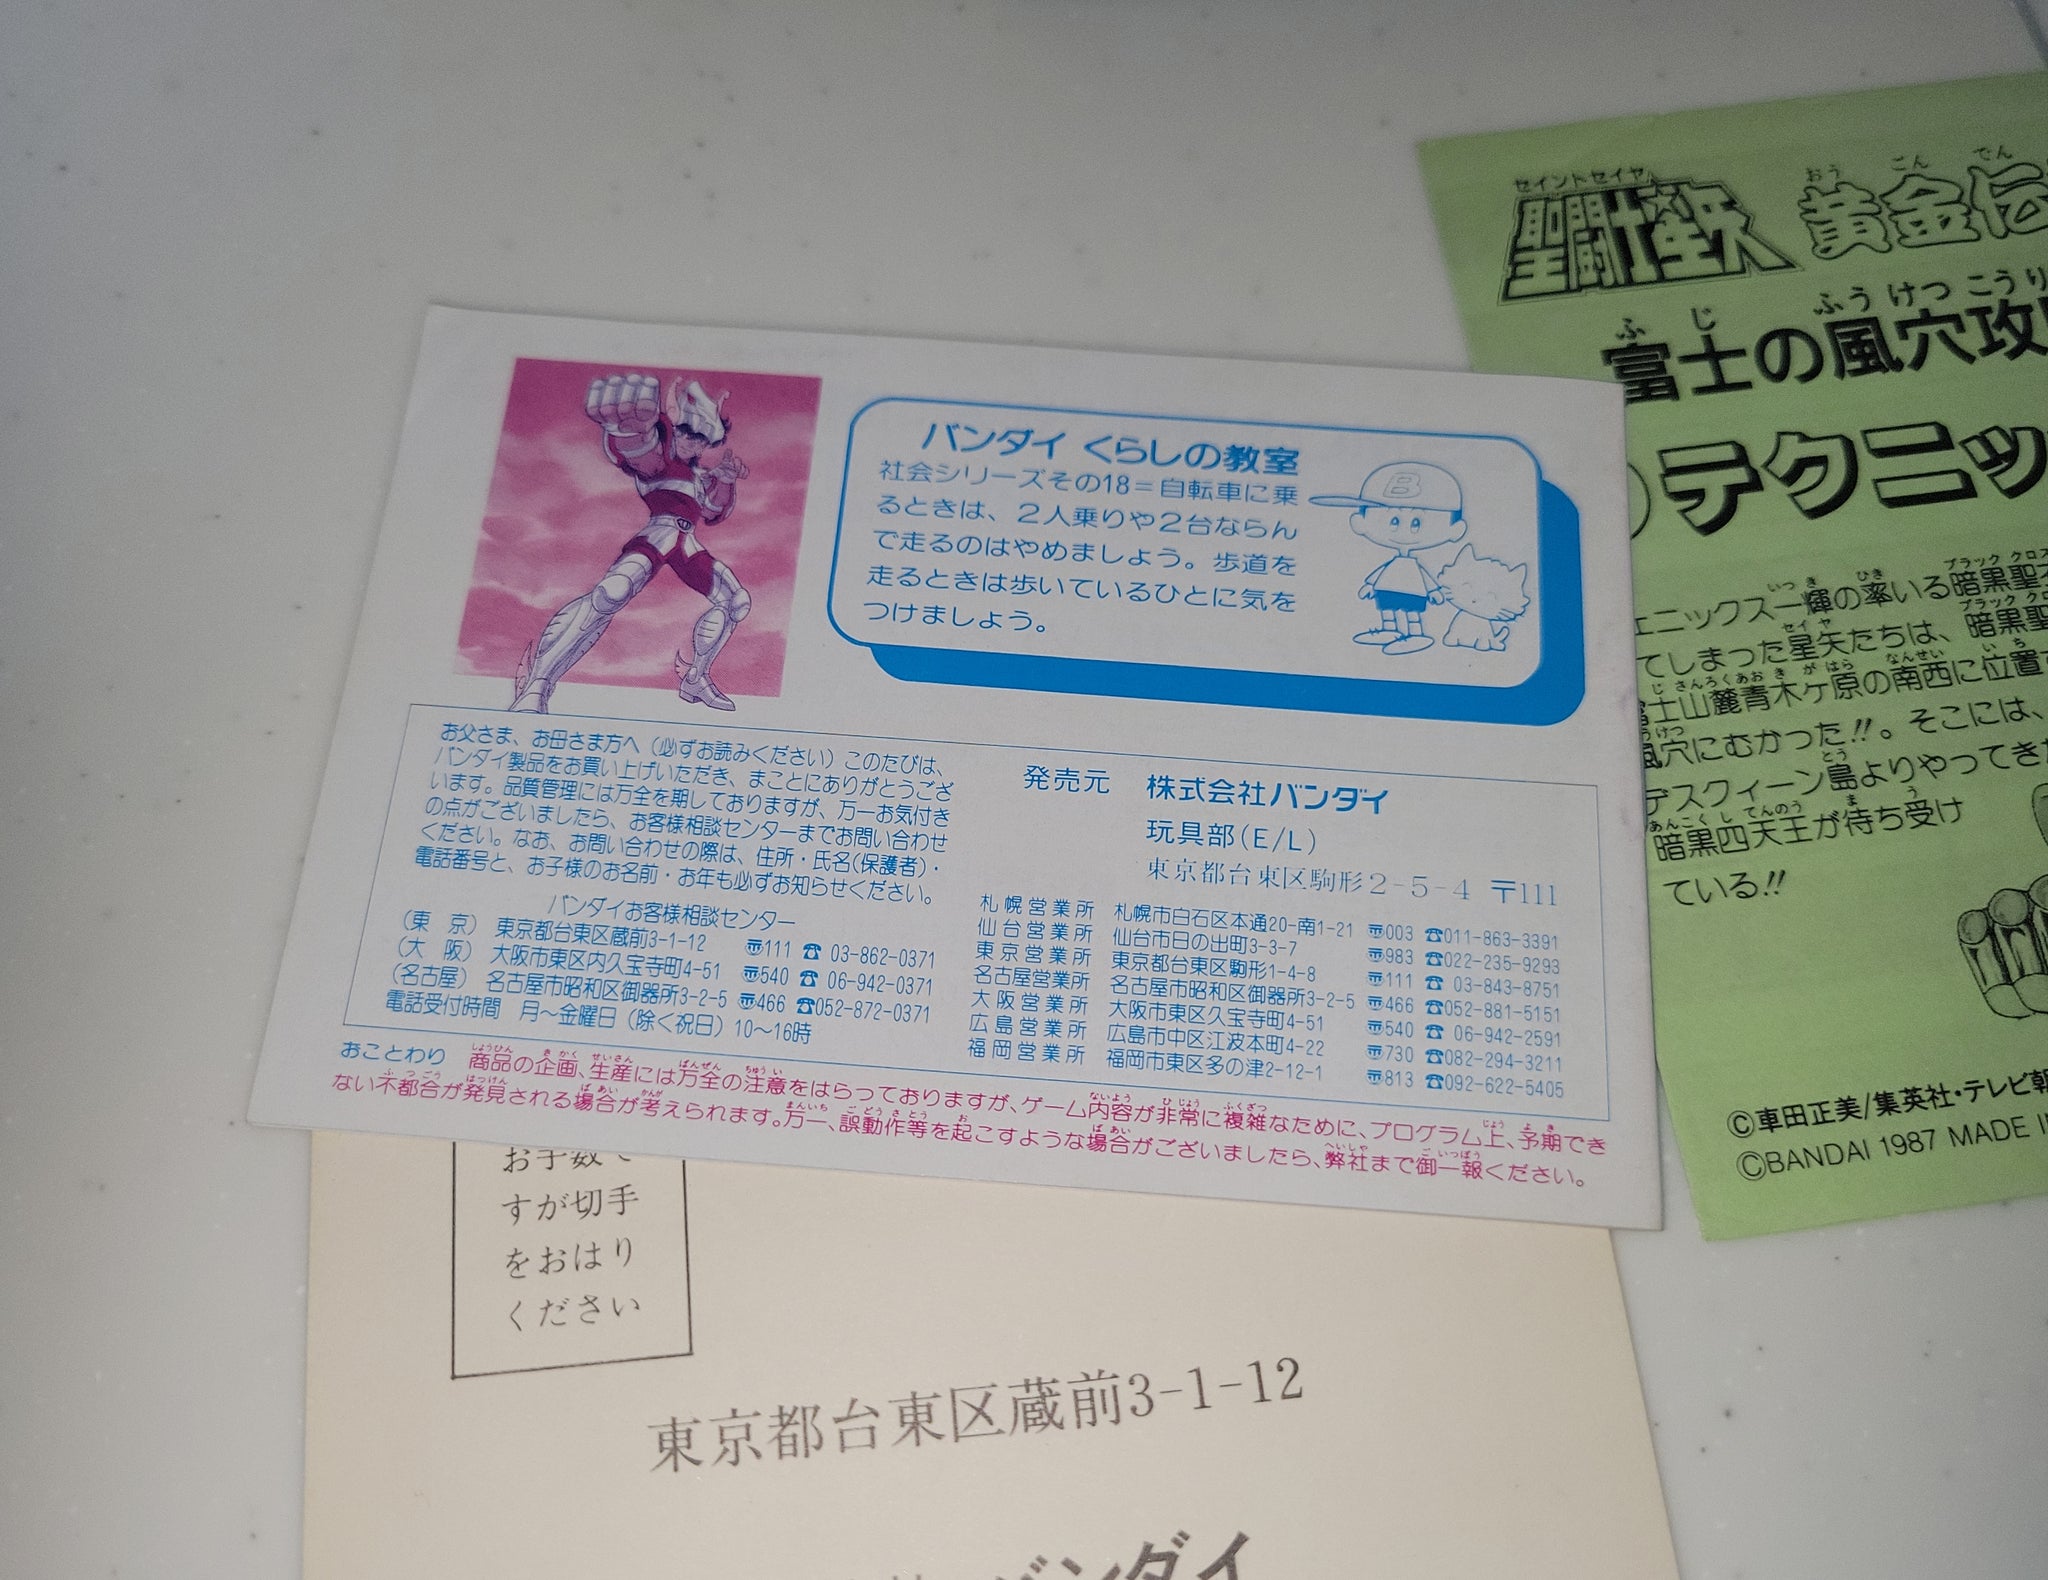 バンダイ くらしの教室
社会シリーズその18=自転車に乗
るときは、2人乗りや2台ならん
で走るのはやめましょう。歩道を
走るときは歩いているひとに気を
つけましょう。
B
お父さま、お母さま方へ(必ずお読みください)このたびは、
バンダイ製品をお買い上げいただき、まことにありがとうござ
います。品質管理には万全を期しておりますが、万一お気付き
の点がございましたら、お客様相談センターまでお問い合わせ
ください。なお、お問い合わせの際は、住所・氏名(保護者)・
電話番号と、お子様のお名前・お年も必ずお知らせください。
バンダイお客様相談センター
(東 京) 東京都台東区蔵前3-1-12 〠111 ☎ 03-862-0371
(大 阪) 大阪市東区内久宝寺町4-51 〠540 ☎ 06-942-0371
(名古屋) 名古屋市昭和区御器所3-2-5 〠466 ☎052-872-0371
電話受付時間 月~金曜日(除く祝日)10~16時
発売元 株式会社バンダイ
玩具部(E/L)
東京都台東区駒形2-5-4 〒111
札幌営業所 札幌市白石区本通20-南1-21 〠003 ☎011-863-3391
仙台営業所 仙台市日の出町3-3-7 〠983 ☎022-235-9293
東京営業所 東京都台東区駒形1-4-8 〠111 ☎ 03-843-8751
名古屋営業所 名古屋市昭和区御器所3-2-5 〠466 ☎052-881-5151
大阪営業所 大阪市東区久宝寺町4-51 〠540 ☎ 06-942-2591
広島営業所 広島市中区江波本町4-22 〠730 ☎082-294-3211
福岡営業所 福岡市東区多の津2-12-1 〠813 ☎092-622-5405
おことわり 商品の企画、生産には万全の注意をはらっておりますが、ゲーム内容が非常に複雑なために、プログラム上、予期でき
ない不都合が発見される場合が考えられます。万一、誤動作等を起こすような場合がございましたら、弊社まで御一報ください。
セイントセイヤ
聖闘士星矢 黄金伝
富士の風穴攻
テクニッ
ェニックス一輝の率いる暗黒聖
てしまった星矢たちは、暗黒聖
士山麓青木ヶ原の南西に位置
風穴にむかった!!。そこには、
デスクィーン島よりやってきた
暗黒四天王が待ち受け
ている!!
©車田正美/集英社・テレビ朝
©BANDAI 1987 MADE I
お手数で
すが切手
をおはり
ください
東京都台東区蔵前3-1-12
バンダイ